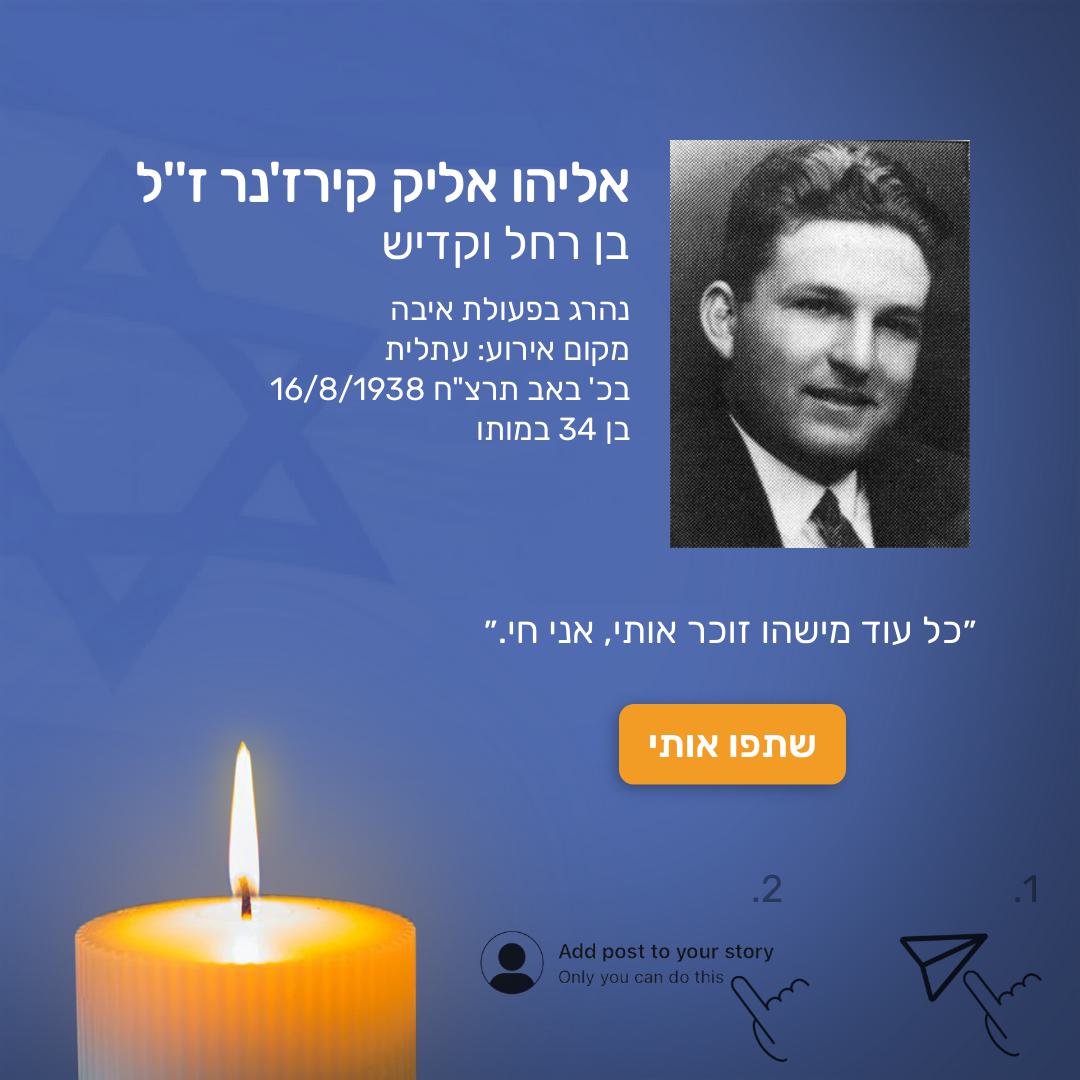 אליהו אליק קירז'נר ז''ל
בן רחל וקדיש
נהרג בפעולת איבה
מקום אירוע: עתלית
בכ' באב תרצ"ח 16/8/1938
בן 34 במותו
״כל עוד מישהו זוכר אותי, אני חי.״
שתפו אותי
.1
.2
Add post to your story
Only you can do this